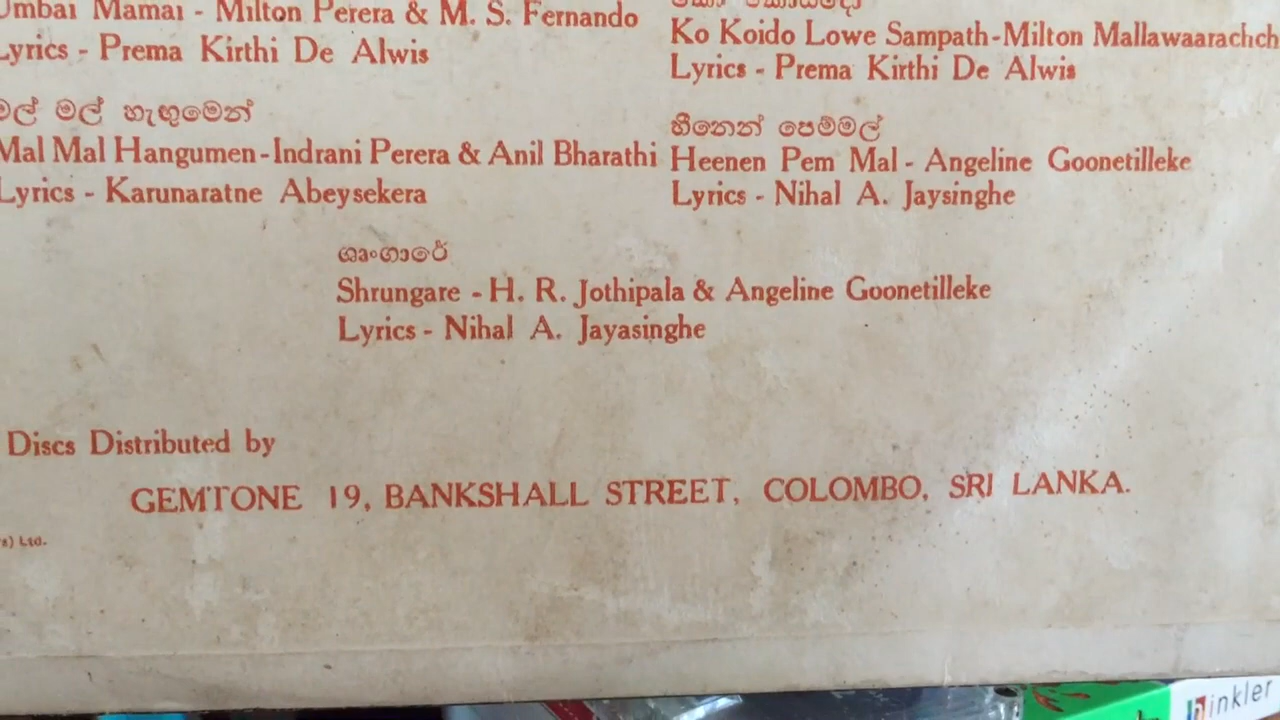 Umbai Mamai - Milton Perera & M. S. Fernando
Lyrics - Prema Kirthi De Alwis
මල් මල් හැඟුමෙන්
Mal Mal Hangumen-Indrani Perera & Anil Bharathi
Lyrics - Karunaratne Abeysekera
Ko Koido Lowe Sampath-Milton Mallawaarachch
Lyrics - Prema Kirthi De Alwis
හීනෙන් පෙම්මල්
Heenen Pem Mal - Angeline Goonetilleke
Lyrics - Nihal A. Jaysinghe
ශෘංගාරේ
Shrungare - H. R. Jothipala & Angeline Goonetilleke
Lyrics - Nihal A. Jayasinghe
Discs Distributed by
GEMTONE 19, BANKSHALL STREET, COLOMBO, SRI LANKA.
s) Ltd.
inkler